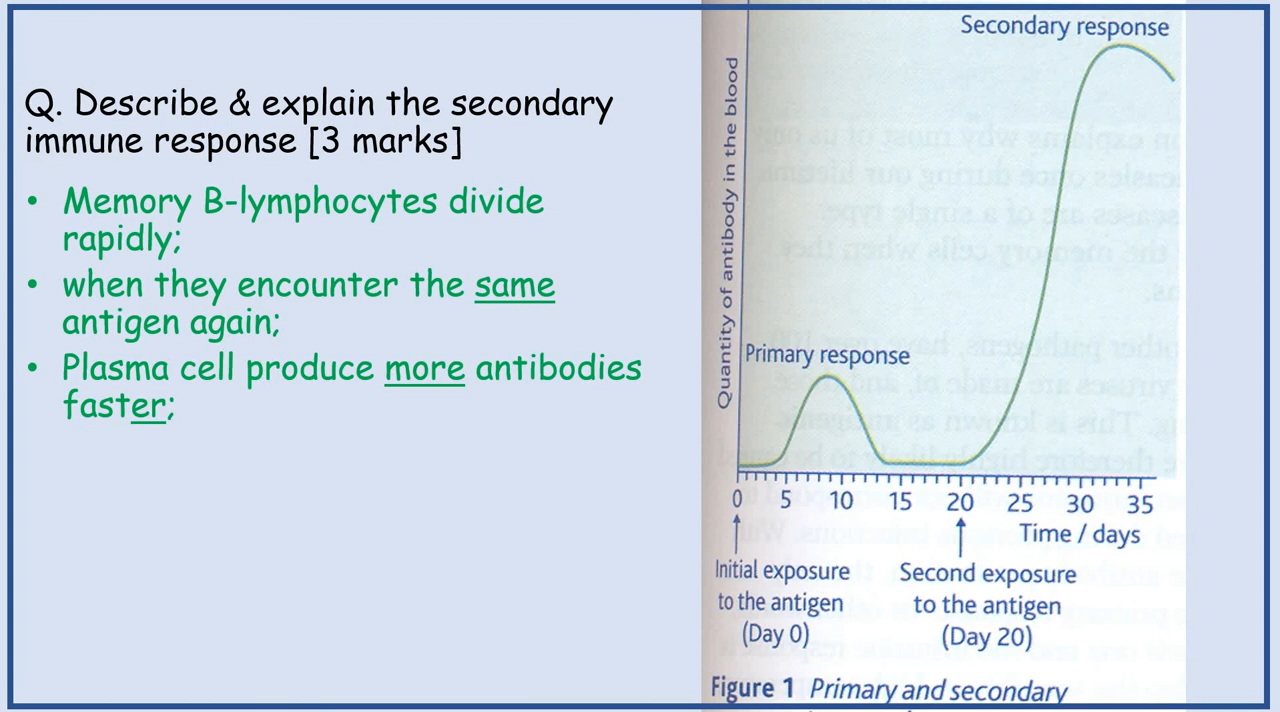 Q. Describe & explain the secondary
immune response [3 marks]
• Memory B-lymphocytes divide
rapidly;
• when they encounter the same
antigen again;
• Plasma cell produce more antibodies
faster;
Secondary response
Quantity of antibody in the blood
Primary response
0 5 10 15 20 25 30 35
Time / days
Initial exposure
to the antigen
(Day 0)
Second exposure
to the antigen
(Day 20)
Figure 1 Primary and secondary